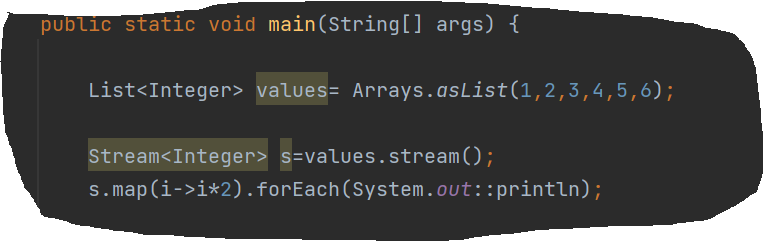 public static void main(String[] args) {
List<Integer> values= Arrays.asList(1,2,3,4,5,6);
Stream<Integer> s=values.stream();
s.map(i->i*2).forEach(System.out::println);